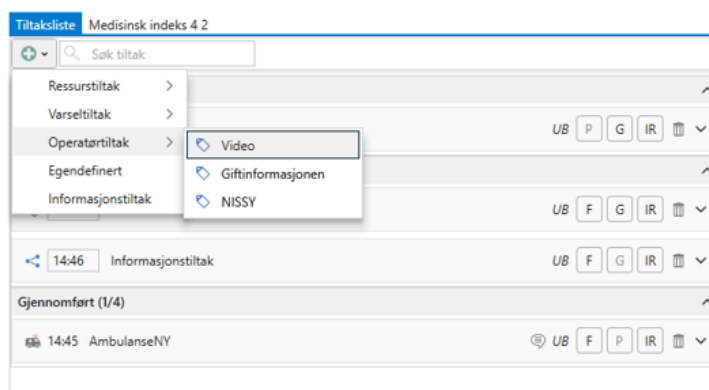 Tiltaksliste Medisinsk indeks 4 2
Søk tiltak
Ressurstiltak
Varseltiltak
Operatørtiltak
Egendefinert
Informasjonstiltak
Video
Giftinformasjonen
NISSY
UB P G IR
UB F G IR
14:46 Informasjonstiltak UB F G IR
Gjennomført (1/4)
14:45 AmbulanseNY UB F P IR